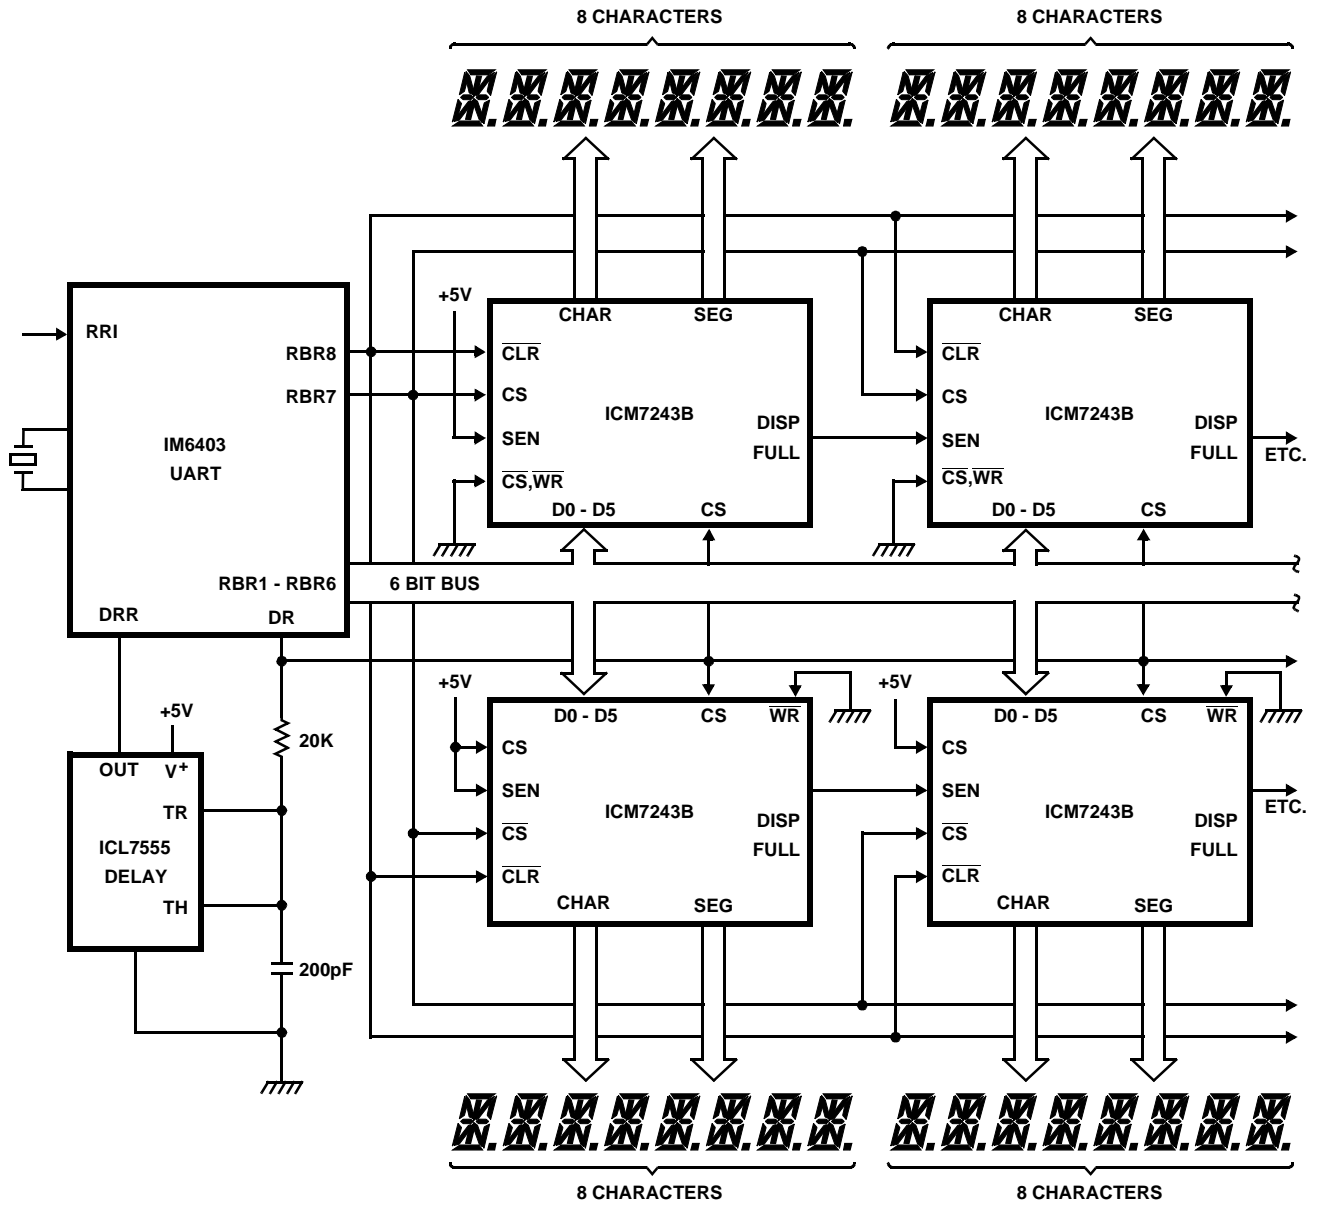 8 CHARACTERS
8 CHARACTERS
+5V
CHAR
SEG
CHAR
SEG
RRI
RBR8
CLR
CLR
RBR7
CS
CS
ICM7243B
ICM7243B
DISP
FULL
DISP
FULL
IM6403
UART
SEN
SEN
ETC.
CS,WR
CS,WR
D0 - D5
CS
D0 - D5
CS
RBR1 - RBR6
6 BIT BUS
DRR
DR
+5V
+5V
D0 - D5
CS
WR
D0 - D5
CS
WR
+5V
20K
CS
CS
OUT
V+
SEN
SEN
TR
ICM7243B
ICM7243B
ETC.
DISP
FULL
DISP
FULL
CS
CS
ICL7555
DELAY
CLR
CLR
TH
CHAR
SEG
CHAR
SEG
200pF
8 CHARACTERS
8 CHARACTERS